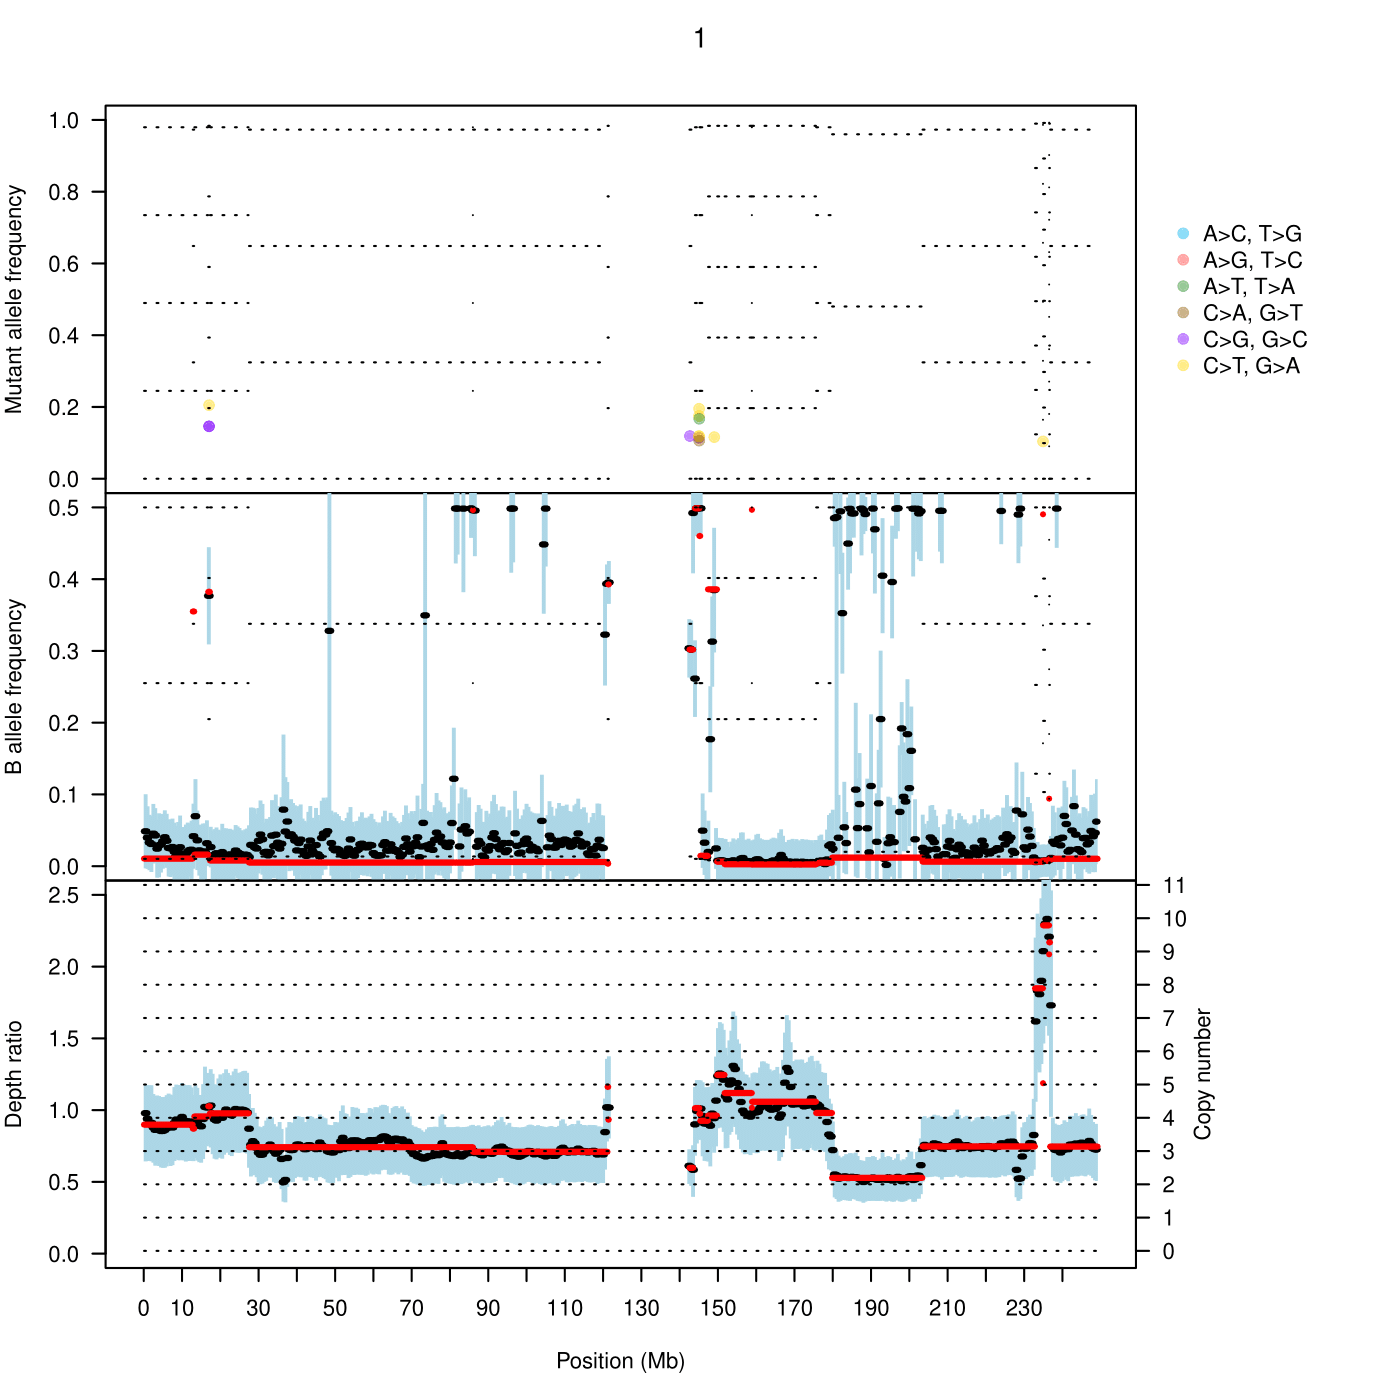 1
Mutant allele frequency
1.0
0.8
0.6
0.4
0.2
0.0
A>C, T>G
A>G, T>C
A>T, T>A
C>A, G>T
C>G, G>C
C>T, G>A
B allele frequency
0.5
0.4
0.3
0.2
0.1
0.0
Depth ratio
2.5
2.0
1.5
1.0
0.5
0.0
11
10
9
8
7
6
5
4
3
2
1
0
Copy number
0 10 30 50 70 90 110 130 150 170 190 210 230
Position (Mb)